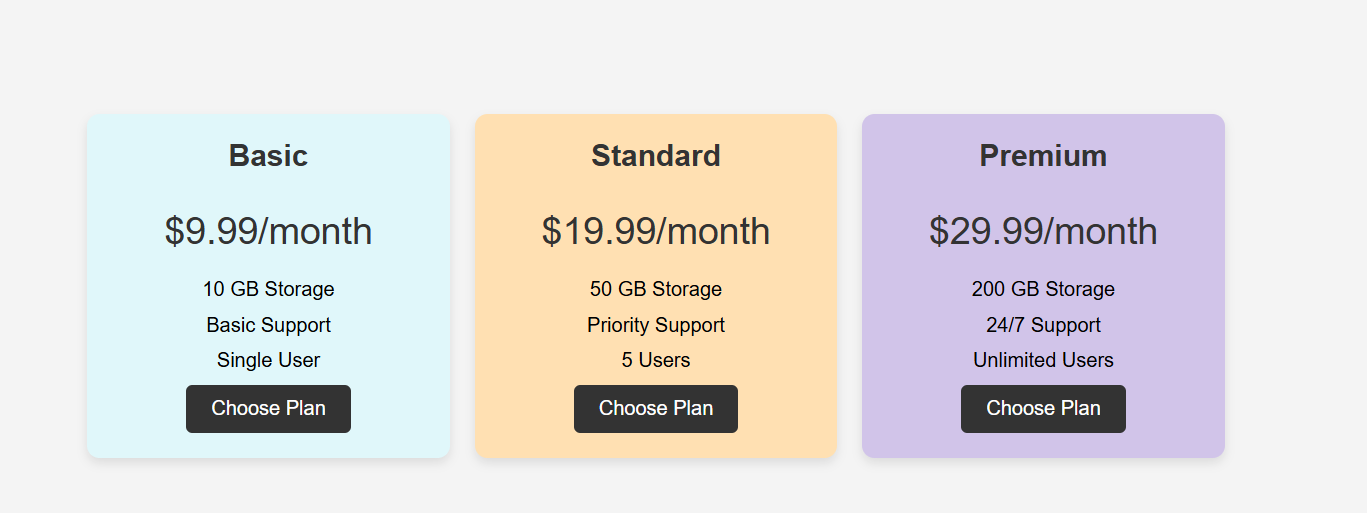 Basic
$9.99/month
10 GB Storage
Basic Support
Single User
Choose Plan
Standard
$19.99/month
50 GB Storage
Priority Support
5 Users
Choose Plan
Premium
$29.99/month
200 GB Storage
24/7 Support
Unlimited Users
Choose Plan